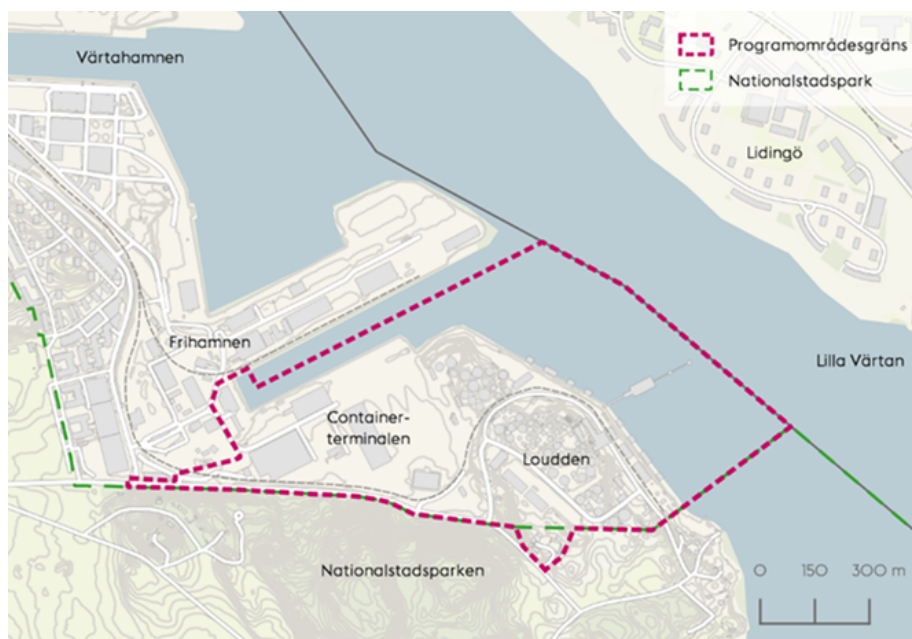 Värtahamnen
Programområdesgräns
Nationalstadspark
Lidingö
Frihamnen
Lilla Värtan
Container-
terminalen
Loudden
Nationalstadsparken
0 150 300 m